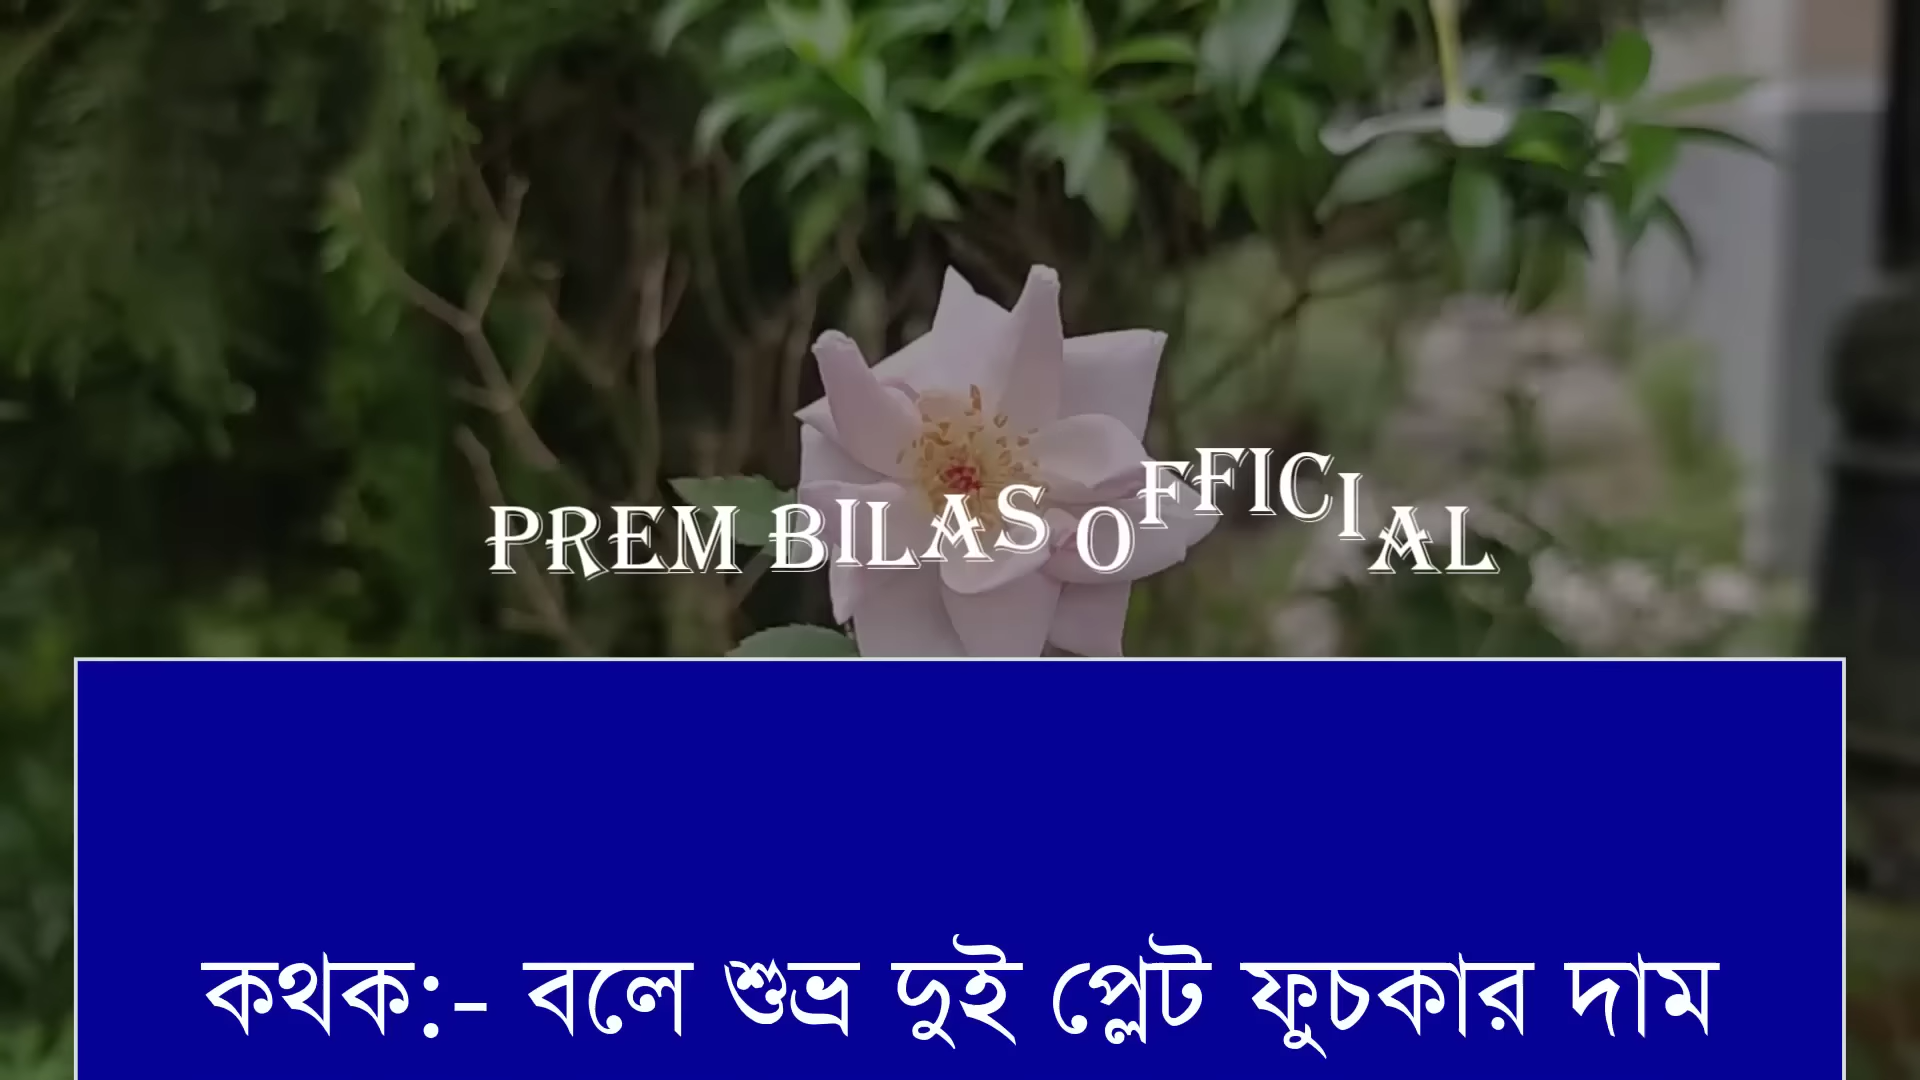 PREM BILAS OFFICIAL
কথক:- বলে শুভ্র দুই প্লেট ফুচকার দাম